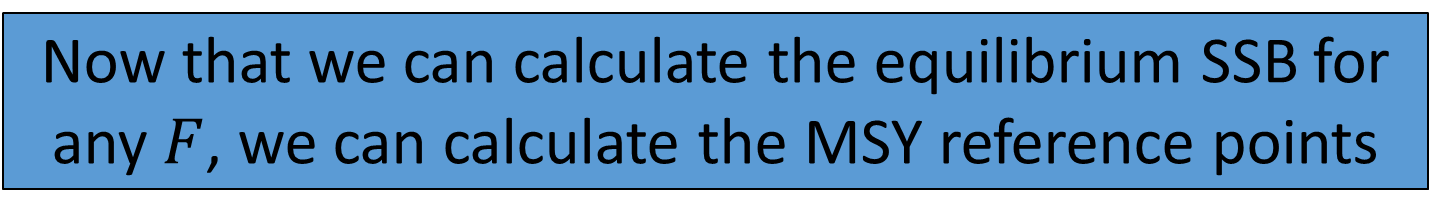 Now that we can calculate the equilibrium SSB for
any 𝐹, we can calculate the MSY reference points